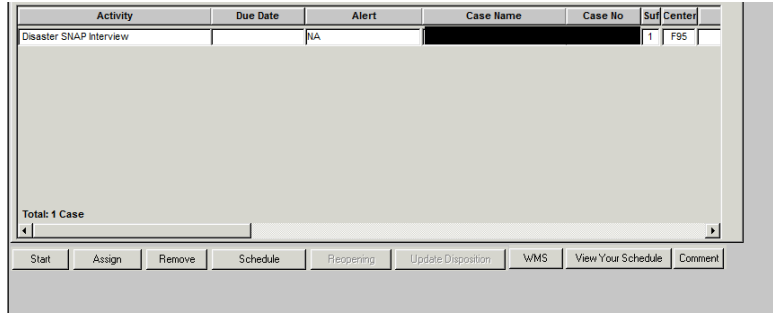 Activity Due Date Alert Case Name Case No Suf Center
Disaster SNAP Interview NA 1 F95
Total: 1 Case
Start Assign Remove Schedule Reopening Update Disposition WMS View Your Schedule Comment